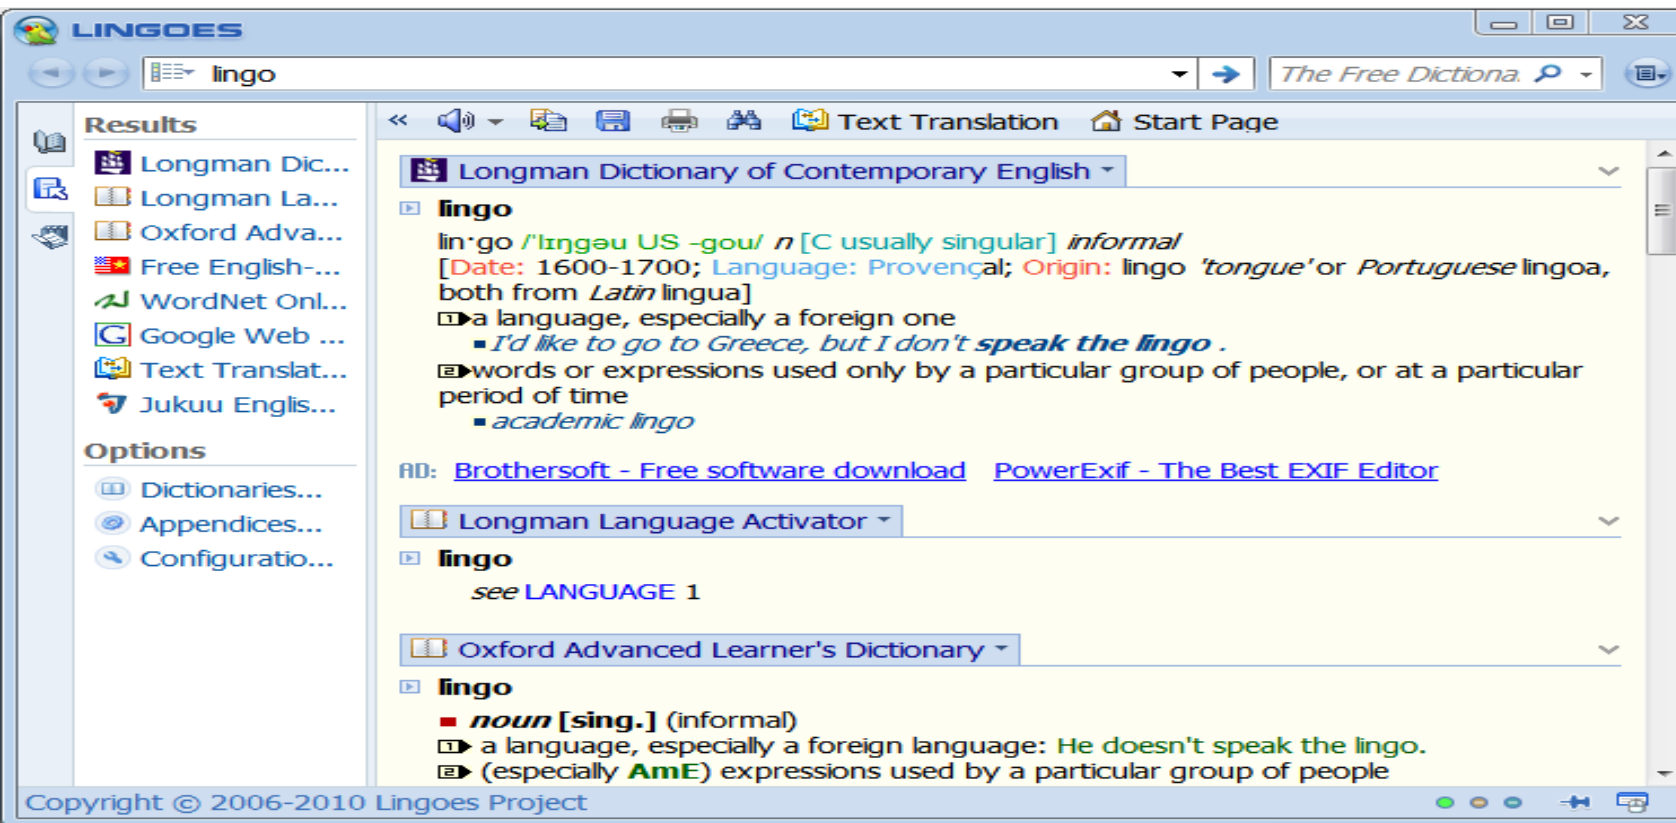 LINGOES
lingo
The Free Dictiona
Results
Longman Dic...
Longman La...
Oxford Adva...
Free English-...
WordNet Onl...
Google Web ...
Text Translat...
Jukuu Englis...
Options
Dictionaries...
Appendices...
Configuratio...
Text Translation Start Page
Longman Dictionary of Contemporary English
lingo
lin·go /ˈlɪŋgəu US -gou/ n [C usually singular] informal
[Date: 1600-1700; Language: Provençal; Origin: lingo 'tongue' or Portuguese lingoa,
both from Latin lingua]
1 a language, especially a foreign one
I'd like to go to Greece, but I don't speak the lingo .
2 words or expressions used only by a particular group of people, or at a particular
period of time
academic lingo
AD: Brothersoft - Free software download PowerExif - The Best EXIF Editor
Longman Language Activator
lingo
see LANGUAGE 1
Oxford Advanced Learner's Dictionary
lingo
noun [sing.] (informal)
1 a language, especially a foreign language: He doesn't speak the lingo.
2 (especially AmE) expressions used by a particular group of people
Copyright © 2006-2010 Lingoes Project